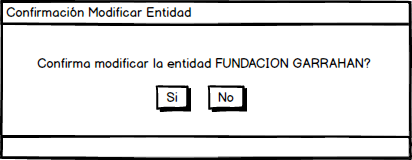 Confirmación Modificar Entidad
Confirma modificar la entidad FUNDACION GARRAHAN?
Si No